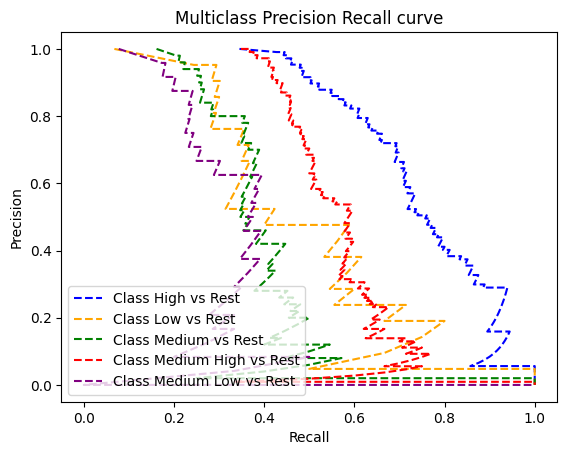 Multiclass Precision Recall curve
1.0
0.8
0.6
0.4
0.2
0.0
Precision
Class High vs Rest
Class Low vs Rest
Class Medium vs Rest
Class Medium High vs Rest
Class Medium Low vs Rest
0.0 0.2 0.4 0.6 0.8 1.0
Recall